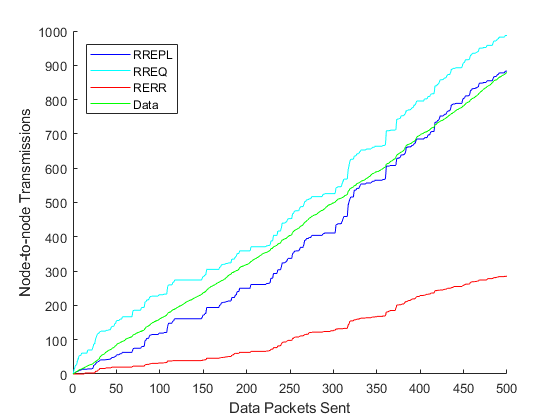 1000
900
800
700
600
500
400
300
200
100
0
Node-to-node Transmissions
RREPL
RREQ
RERR
Data
0 50 100 150 200 250 300 350 400 450 500
Data Packets Sent